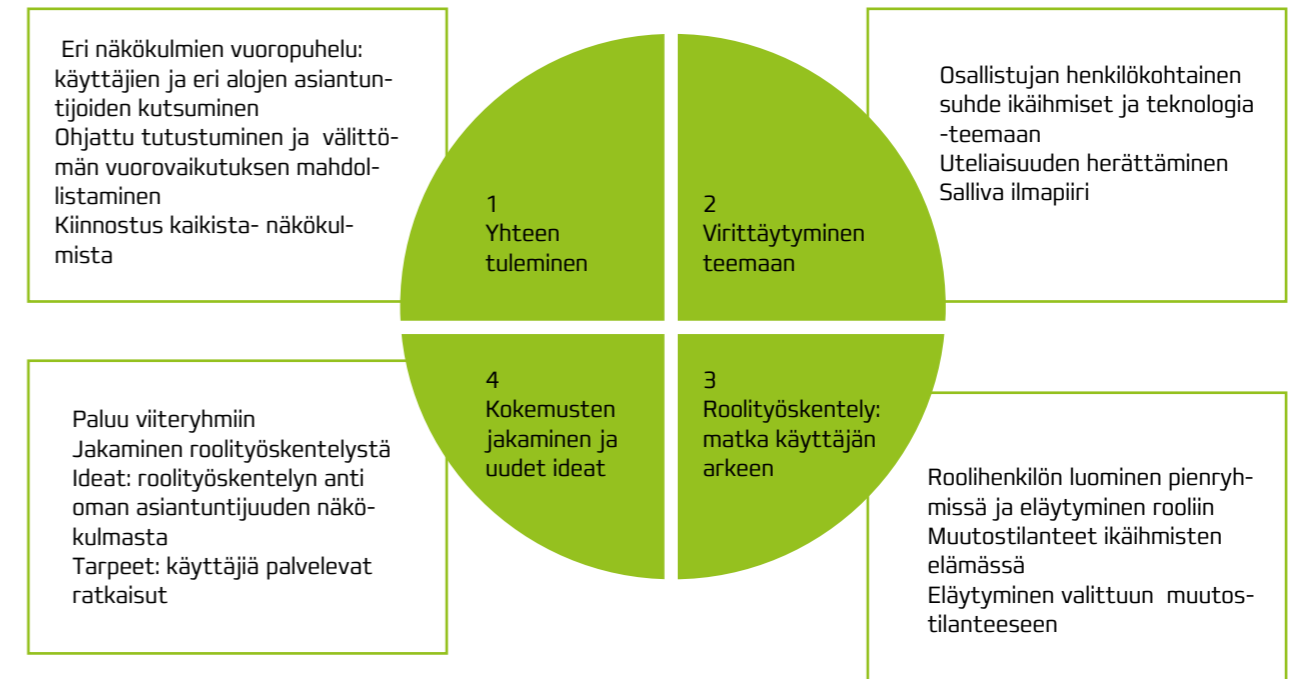 Eri näkökulmien vuoropuhelu:
käyttäjien ja eri alojen asiantun-
tijoiden kutsuminen
Ohjattu tutustuminen ja välittö-
män vuorovaikutuksen mahdol-
listaminen
Kiinnostus kaikista- näkökul-
mista
1
Yhteen
tuleminen
2
Virittäytyminen
teemaan
Osallistujan henkilökohtainen
suhde ikäihmiset ja teknologia
-teemaan
Uteliaisuuden herättäminen
Salliva ilmapiiri
Paluu viiteryhmiin
Jakaminen roolityöskentelystä
Ideat: roolityöskentelyn anti
oman asiantuntijuuden näkö-
kulmasta
Tarpeet: käyttäjiä palvelevat
ratkaisut
4
Kokemusten
jakaminen ja
uudet ideat
3
Roolityöskentely:
matka käyttäjän
arkeen
Roolihenkilön luominen pienryh-
missä ja eläytyminen rooliin
Muutostilanteet ikäihmisten
elämässä
Eläytyminen valittuun muutos-
tilanteeseen